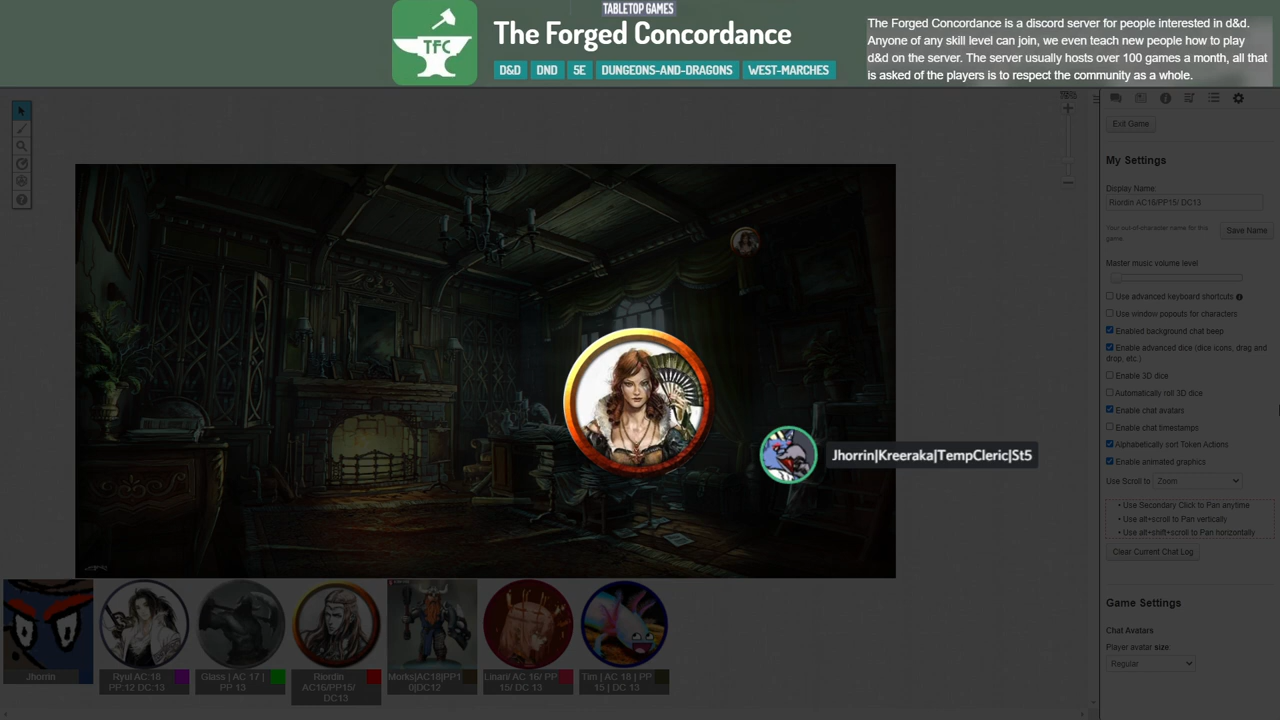 TABLETOP GAMES
The Forged Concordance
D&D DND 5E DUNGEONS-AND-DRAGONS WEST-MARCHES
TFC
The Forged Concordance is a discord server for people interested in d&d.
Anyone of any skill level can join, we even teach new people how to play
d&d on the server. The server usually hosts over 100 games a month, all that
is asked of the players is to respect the community as a whole.
Exit Game
My Settings
Display Name:
Riordin AC16/PP15/ DC13
Your out-of-character name for this
game.
Save Name
Master music volume level
Use advanced keyboard shortcuts
Use window popouts for characters
Enabled background chat beep
Enable advanced dice (dice icons, drag and
drop, etc.)
Enable 3D dice
Automatically roll 3D dice
Enable chat avatars
Enable chat timestamps
Alphabetically sort Token Actions
Enable animated graphics
Use Scroll to Zoom
• Use Secondary Click to Pan anytime
• Use alt+scroll to Pan vertically
• Use alt+shift+scroll to Pan horizontally
Clear Current Chat Log
Game Settings
Chat Avatars
Player avatar size:
Regular
Jhorrin|Kreeraka|TempCleric|St5
Jhorrin
Ryul AC:18
PP:12 DC:13
Glass | AC 17 |
PP 13
Riordin
AC16/PP15/
DC13
Morks|AC18|PP1
0|DC12
Linari/ AC 16/ PP
15/ DC 13
Tim | AC 18 | PP
15 | DC 13